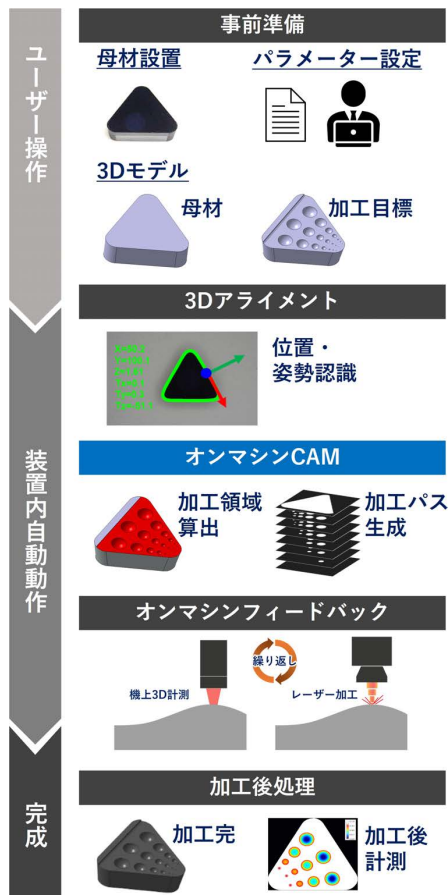 ユーザー操作
事前準備
母材設置
パラメーター設定
3Dモデル
母材
加工目標
装置内自動動作
3Dアライメント
位置・
姿勢認識
オンマシンCAM
加工領域
算出
加工パス
生成
オンマシンフィードバック
繰り返し
機上3D計測
レーザー加工
完成
加工後処理
加工完
加工後
計測